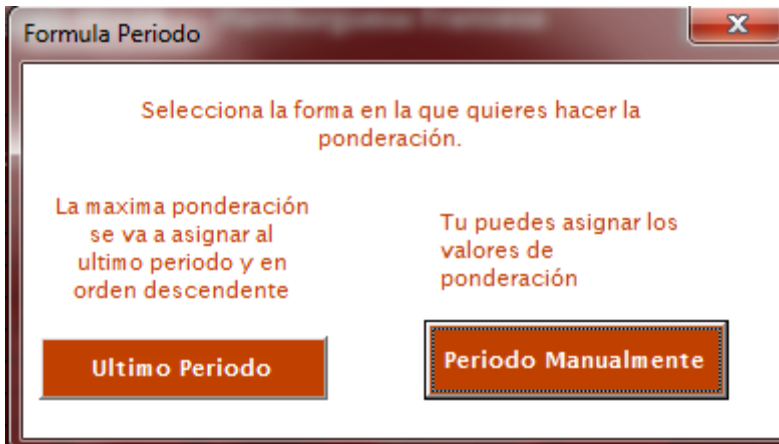 Formula Periodo
Selecciona la forma en la que quieres hacer la
ponderación.
La maxima ponderación
se va a asignar al
ultimo periodo y en
orden descendente
Tu puedes asignar los
valores de
ponderación
Ultimo Periodo
Periodo Manualmente